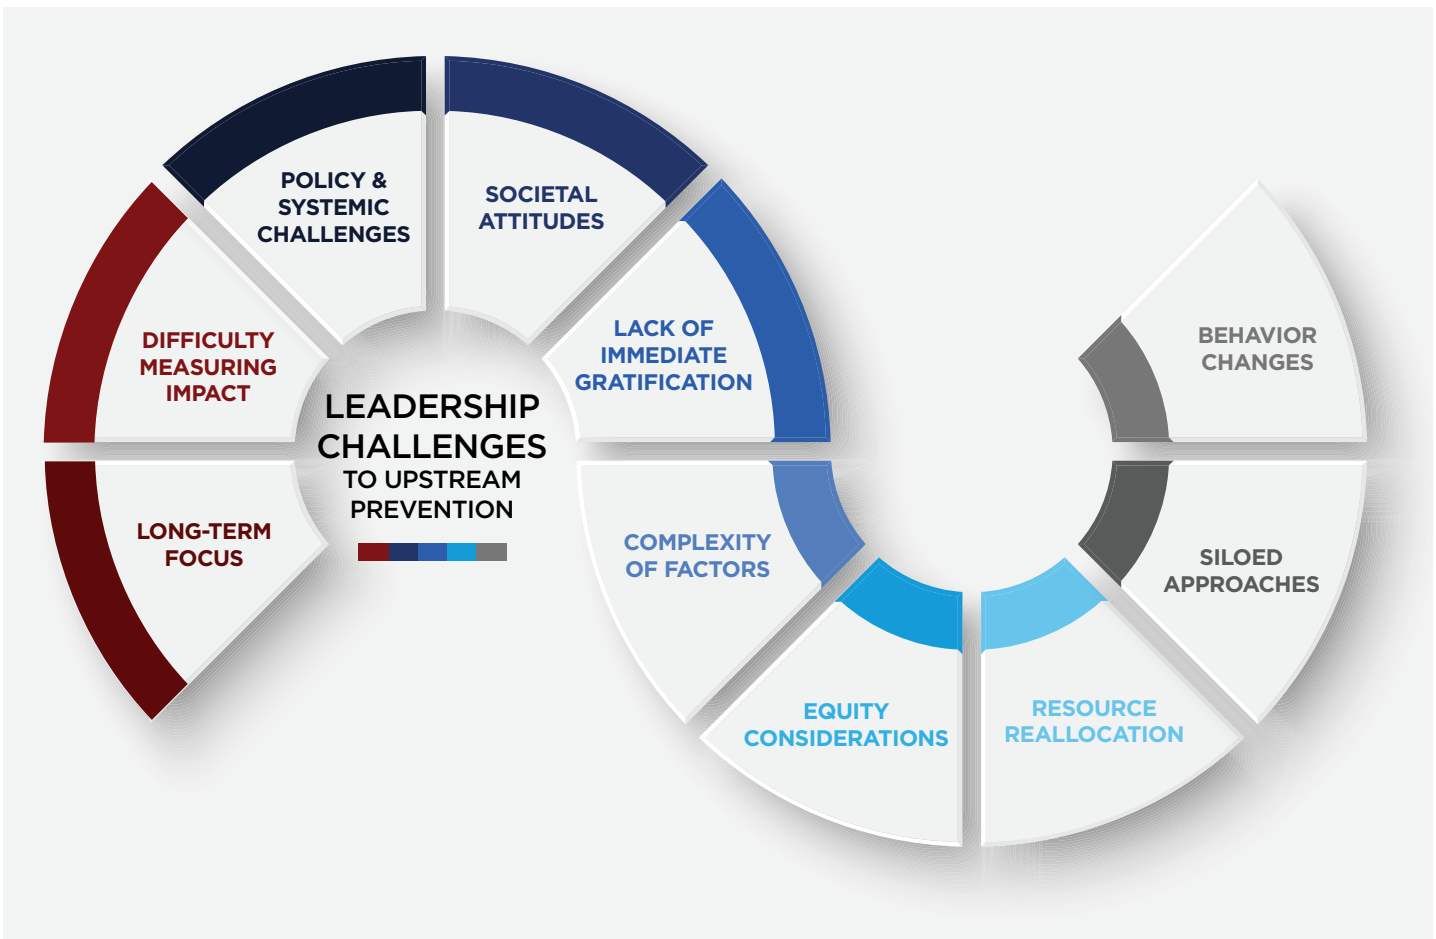 POLICY &
SYSTEMIC
CHALLENGES
SOCIETAL
ATTITUDES
DIFFICULTY
MEASURING
IMPACT
LACK OF
IMMEDIATE
GRATIFICATION
LEADERSHIP
CHALLENGES
TO UPSTREAM
PREVENTION
LONG-TERM
FOCUS
COMPLEXITY
OF FACTORS
EQUITY
CONSIDERATIONS
RESOURCE
REALLOCATION
SILOED
APPROACHES
BEHAVIOR
CHANGES